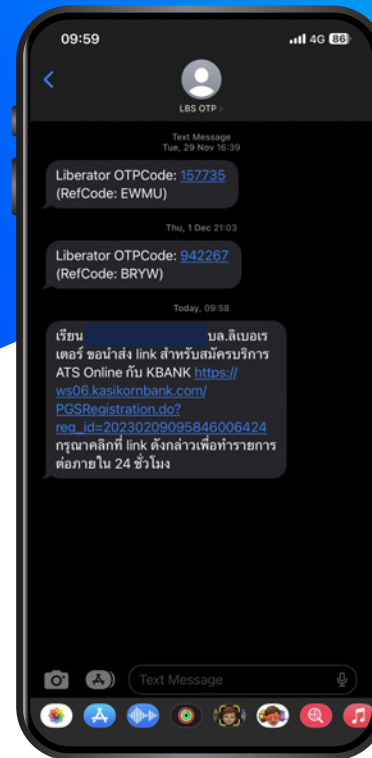 09:59
4G 86
LBS OTP >
Text Message
Tue, 29 Nov 16:39
Liberator OTPCode: 157735
(RefCode: EWMU)
Thu, 1 Dec 21:03
Liberator OTPCode: 942267
(RefCode: BRYW)
Today, 09:58
เรียน บล.ลิเบอเร
เตอร์ ขอนำส่ง link สำหรับสมัครบริการ
ATS Online กับ KBANK https://
ws06.kasikornbank.com/
PGSRegistration.do?
reg_id=20230209095846006424
กรุณาคลิกที่ link ดังกล่าวเพื่อทำรายการ
ต่อภายใน 24 ชั่วโมง
Text Message